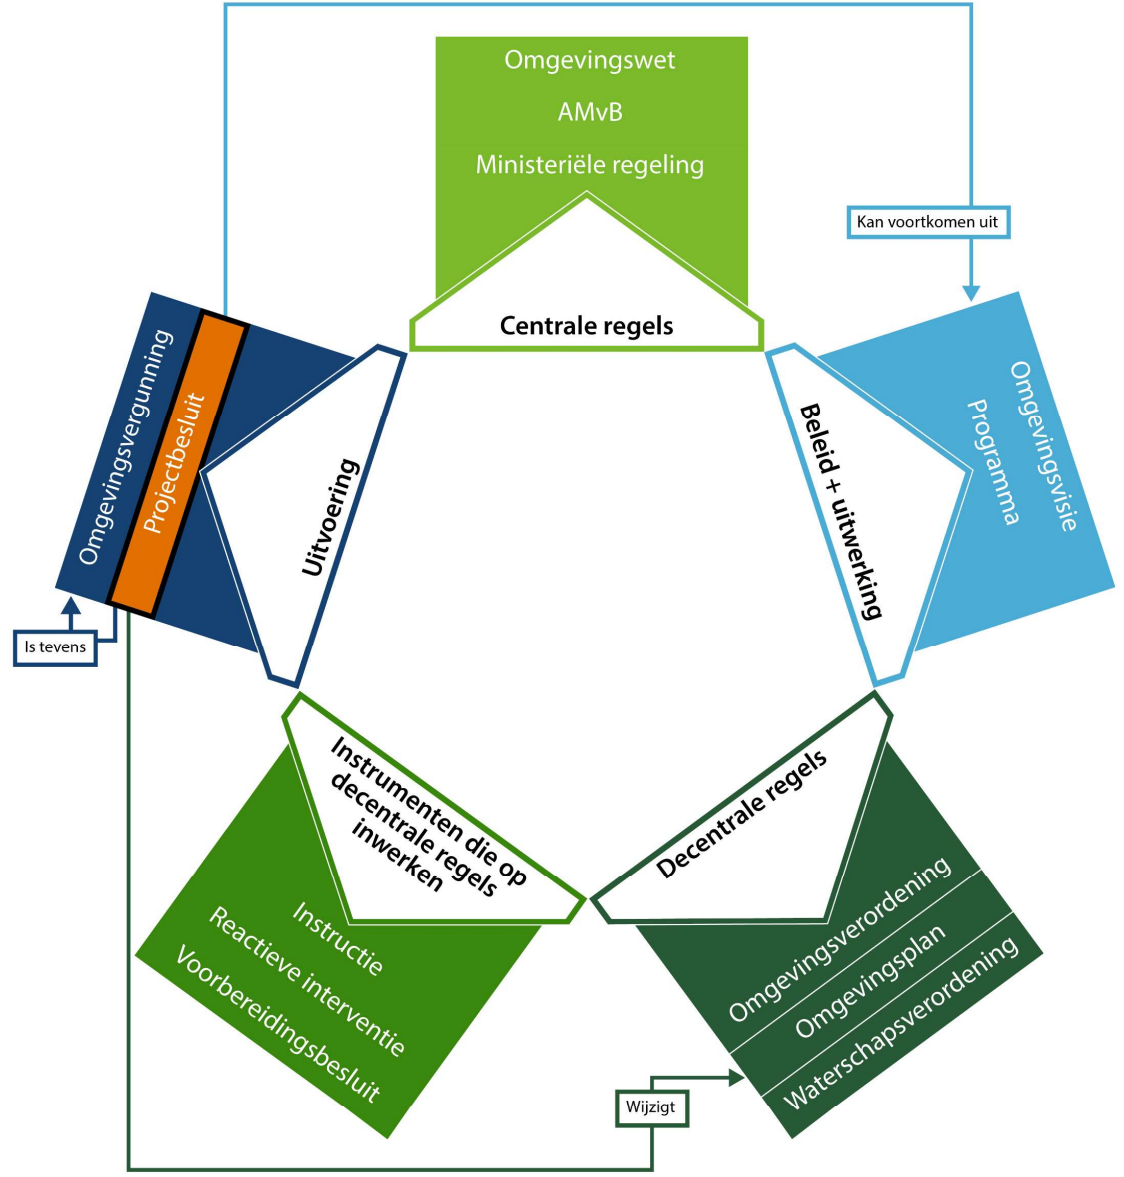 Omgevingswet
AMvB
Ministeriële regeling
Centrale regels
Kan voortkomen uit
Omgevingsvisie
Programma
Beleid + uitwerking
Decentrale regels
Omgevingsverordening
Omgevingsplan
Waterschapsverordening
Wijzigt
Instrumenten die op
decentrale regels
inwerken
Instructie
Reactieve interventie
Voorbereidingsbesluit
Uitvoering
Projectbesluit
Omgevingsvergunning
Is tevens